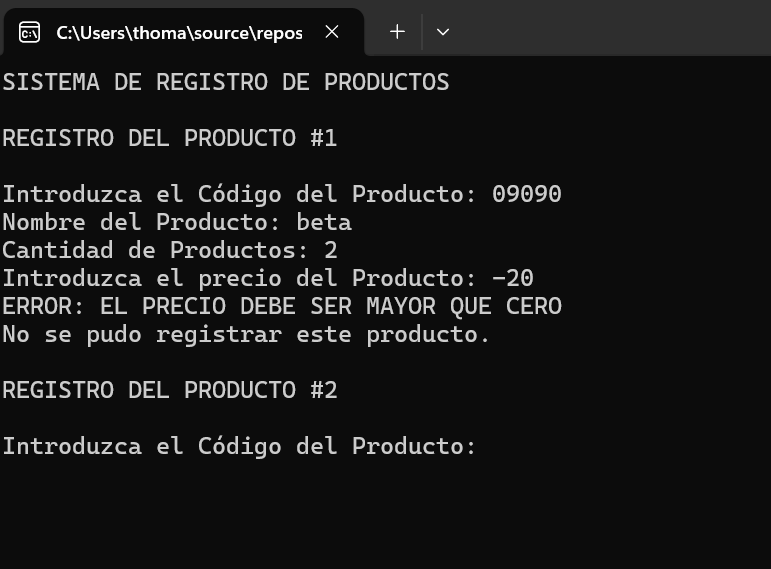 C:\Users\thoma\source\repos
SISTEMA DE REGISTRO DE PRODUCTOS
REGISTRO DEL PRODUCTO #1
Introduzca el Código del Producto: 09090
Nombre del Producto: beta
Cantidad de Productos: 2
Introduzca el precio del Producto: -20
ERROR: EL PRECIO DEBE SER MAYOR QUE CERO
No se pudo registrar este producto.
REGISTRO DEL PRODUCTO #2
Introduzca el Código del Producto: